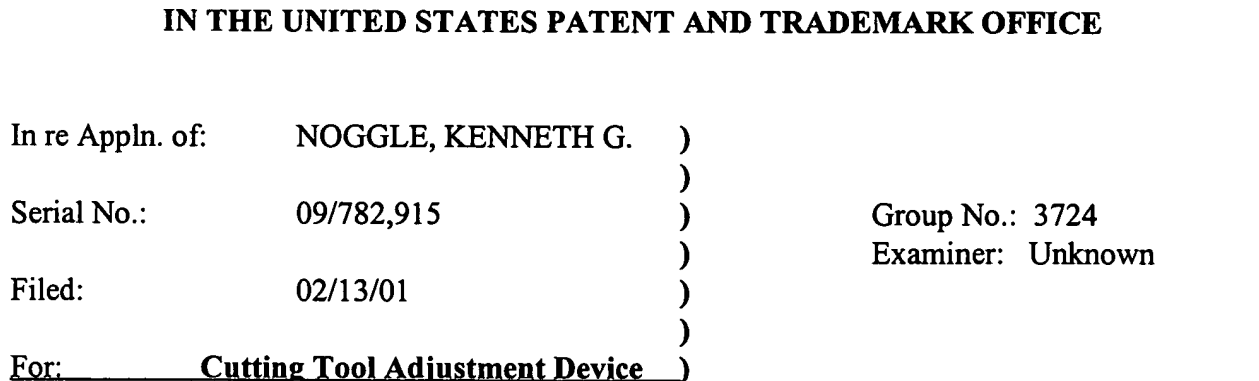 IN THE UNITED STATES PATENT AND TRADEMARK OFFICE
In re Appln. of: NOGGLE, KENNETH G. )
)
Serial No.: 09/782,915 ) Group No.: 3724
) Examiner: Unknown
Filed: 02/13/01 )
)
For: Cutting Tool Adjustment Device )